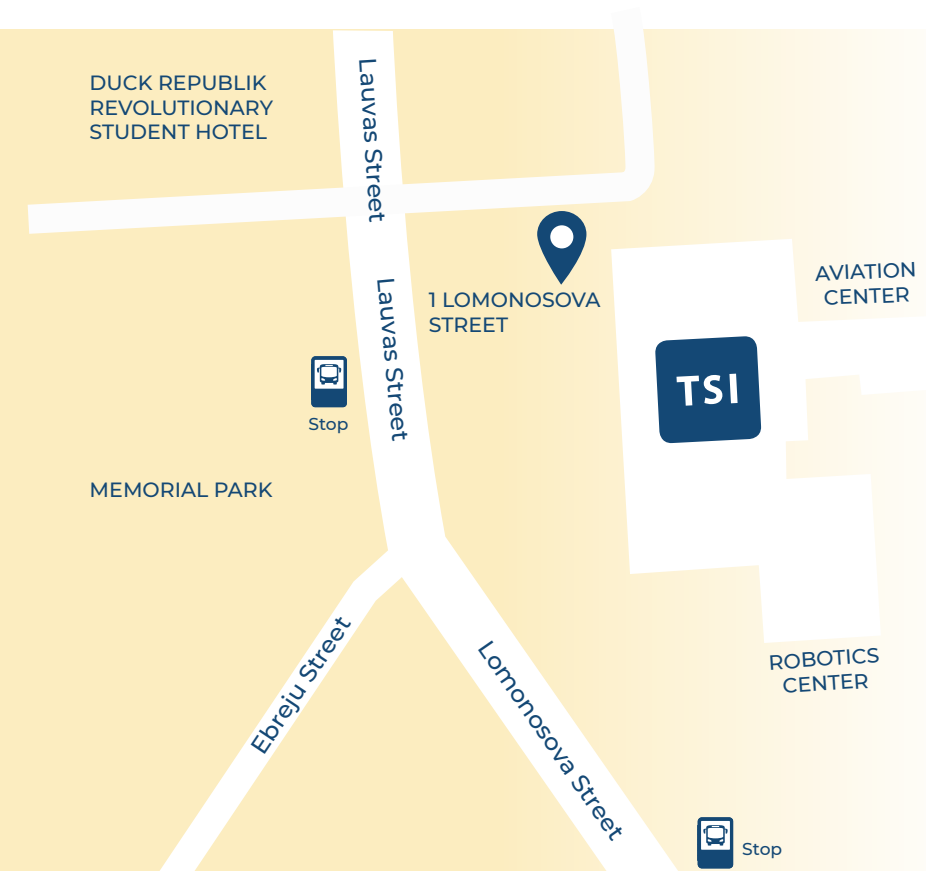 DUCK REPUBLIK
REVOLUTIONARY
STUDENT HOTEL
Lauvas Street
Lauvas Street
1 LOMONOSOVA
STREET
AVIATION
CENTER
TSI
Stop
MEMORIAL PARK
Ebreju Street
Lomonosova Street
ROBOTICS
CENTER
Stop